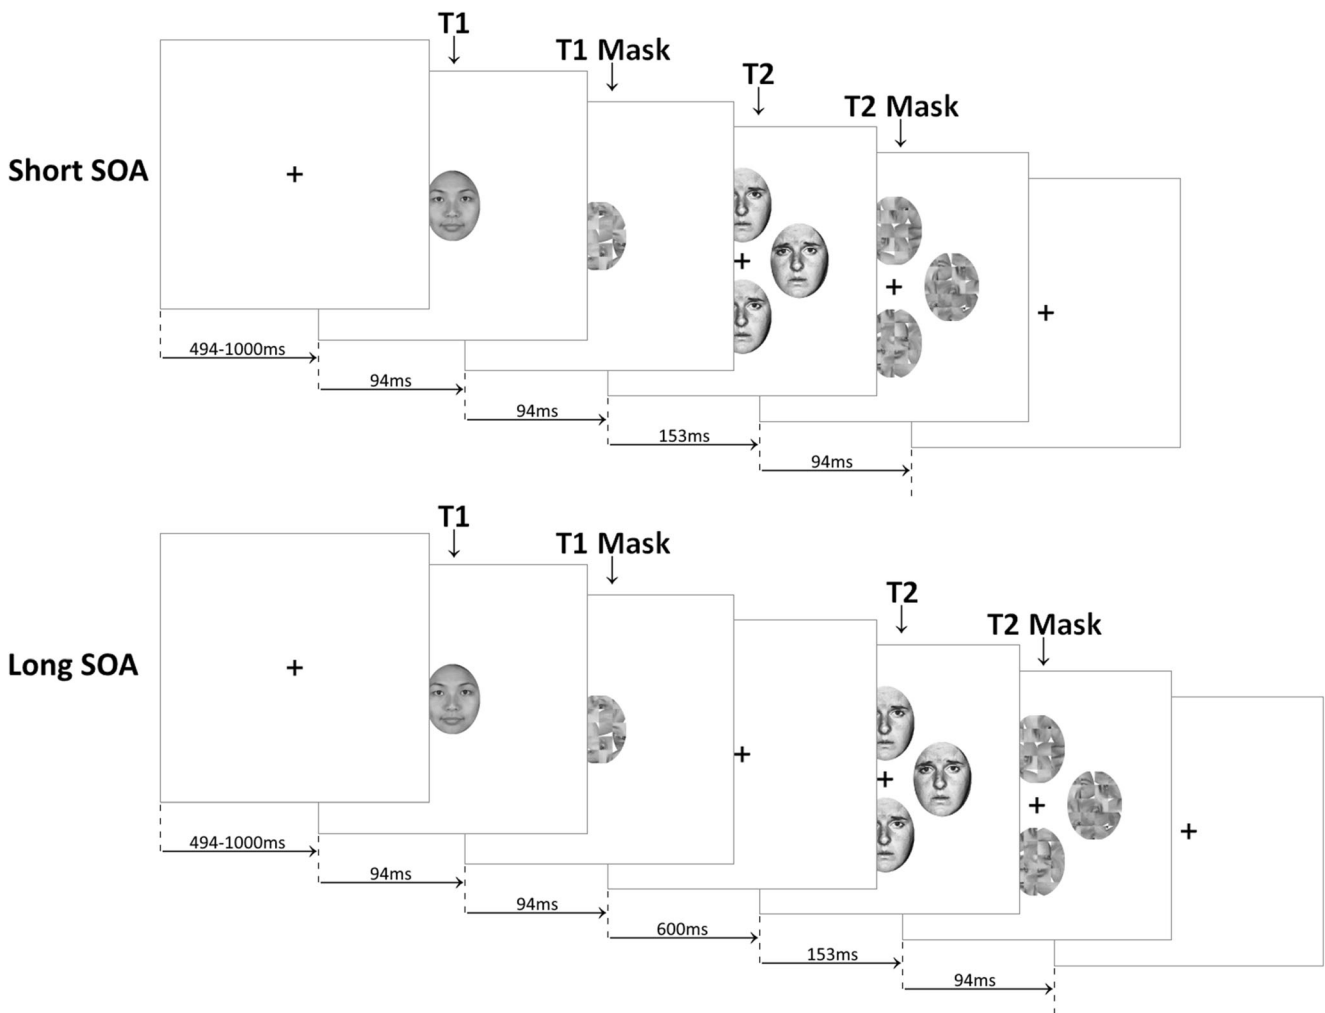 T1
T1 Mask
T2
T2 Mask
Short SOA
+
+
+
+
494-1000ms
94ms
94ms
153ms
94ms
T1
T1 Mask
T2
T2 Mask
Long SOA
+
+
+
+
+
494-1000ms
94ms
94ms
600ms
153ms
94ms